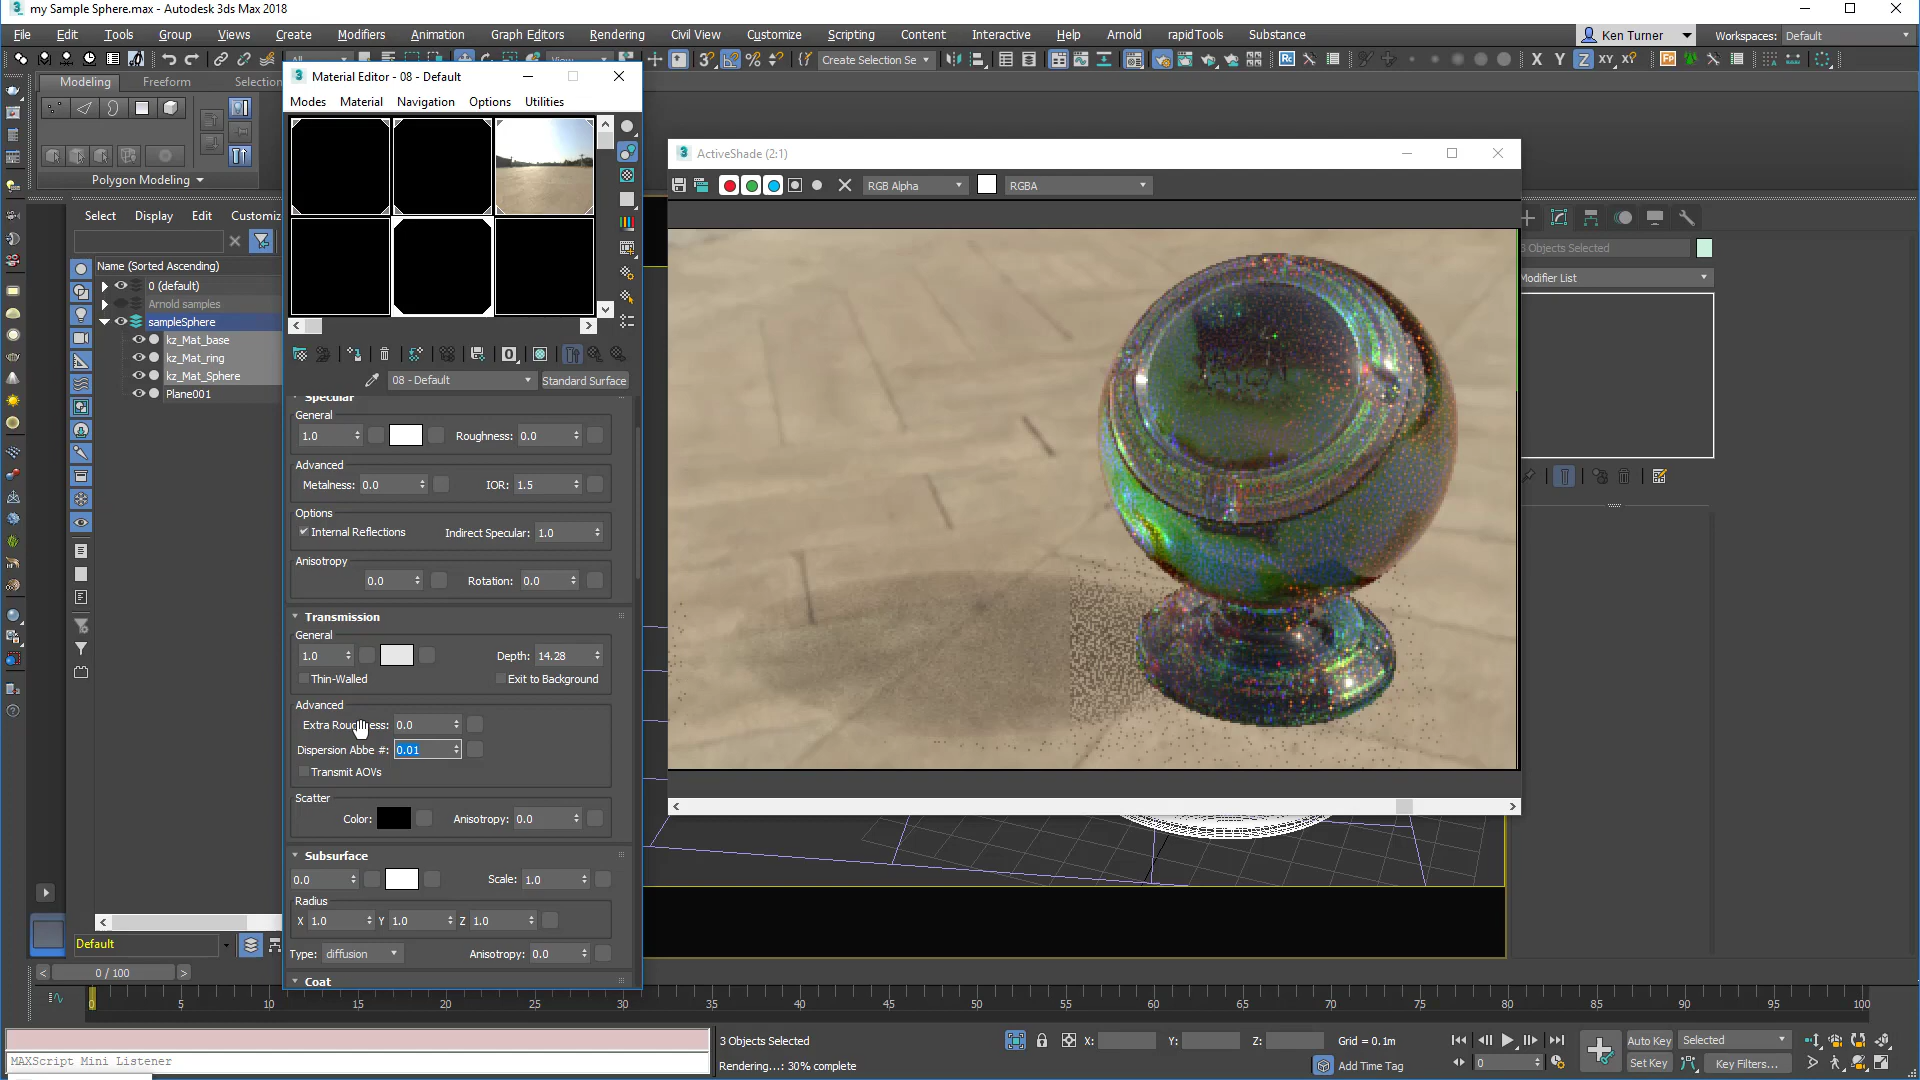 my Sample Sphere.max - Autodesk 3ds Max 2018
File Edit Tools Group Views Create Modifiers Animation Graph Editors Rendering Civil View Customize Scripting Content Interactive Help Arnold rapidTools Substance Ken Turner Workspaces: Default
All View Create Selection Se
Modeling Freeform Selection
Polygon Modeling
Select Display Edit Customiz
Name (Sorted Ascending)
0 (default)
Arnold samples
sampleSphere
kz_Mat_base
kz_Mat_ring
kz_Mat_Sphere
Plane001
Default
Material Editor - 08 - Default
Modes Material Navigation Options Utilities
08 - Default Standard Surface
Specular
General
1.0 Roughness: 0.0
Advanced
Metalness: 0.0 IOR: 1.5
Options
Internal Reflections Indirect Specular: 1.0
Anisotropy
0.0 Rotation: 0.0
Transmission
General
1.0 Depth: 14.28
Thin-Walled Exit to Background
Advanced
Extra Roughness: 0.0
Dispersion Abbe #: 0.01
Transmit AOVs
Scatter
Color: Anisotropy: 0.0
Subsurface
0.0 Scale: 1.0
Radius
X 1.0 Y 1.0 Z 1.0
Type: diffusion Anisotropy: 0.0
Coat
ActiveShade (2:1)
RGB Alpha RGBA
3 Objects Selected
Modifier List
0 / 100
0 5 10 15 20 25 30 35 40 45 50 55 60 65 70 75 80 85 90 95 100
3 Objects Selected X: Y: Z: Grid = 0.1m Auto Key Selected
MAXScript Mini Listener
Rendering...: 30% complete Add Time Tag 0 Set Key Key Filters...